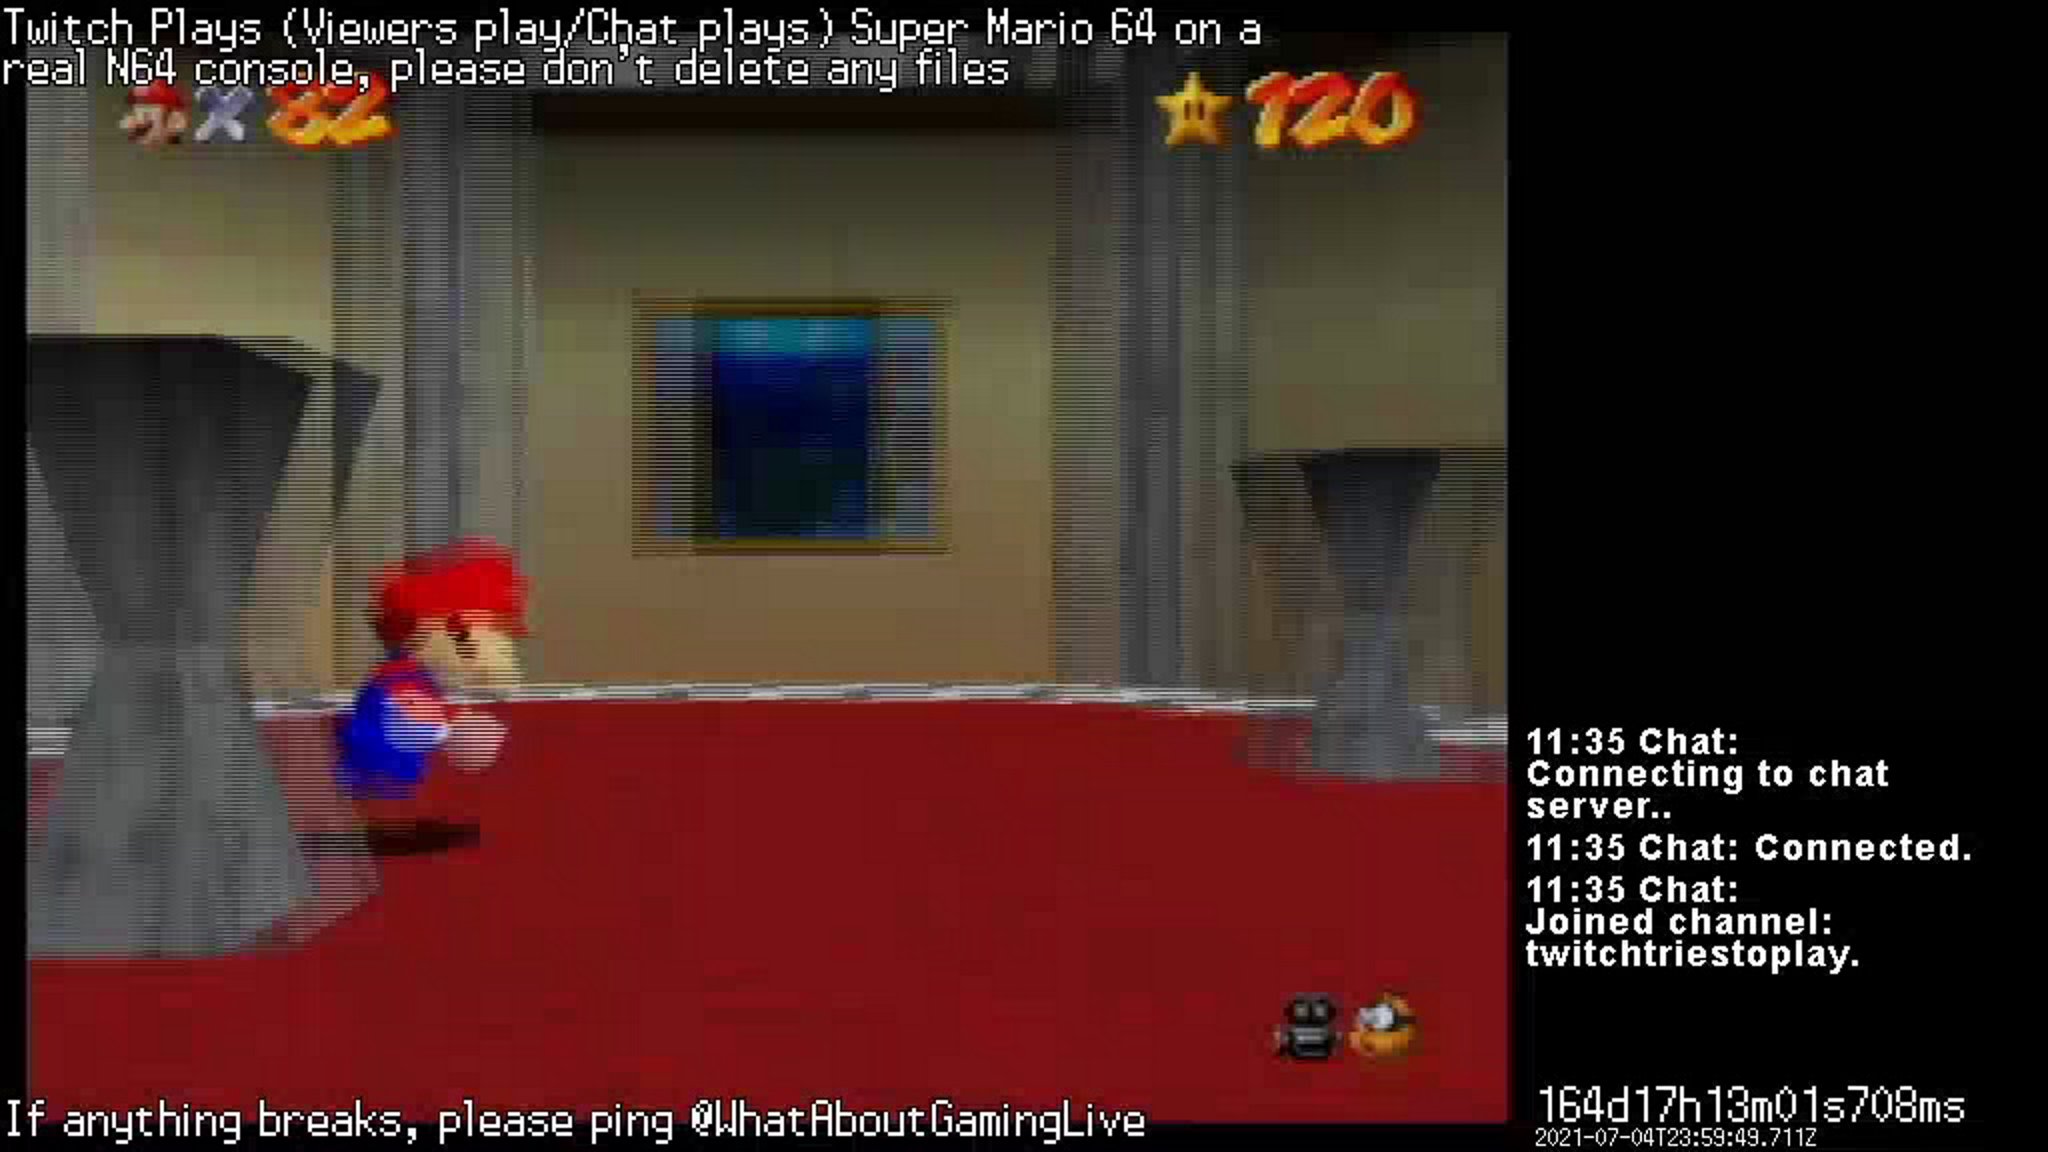 Twitch Plays (Viewers play/Chat plays) Super Mario 64 on a
real N64 console, please don't delete any files
x 82
120
11:35 Chat:
Connecting to chat
server..
11:35 Chat: Connected.
11:35 Chat:
Joined channel:
twitchtriestoplay.
If anything breaks, please ping @WhatAboutGamingLive
164d17h13m01s708ms
2021-07-04T23:59:49.711Z